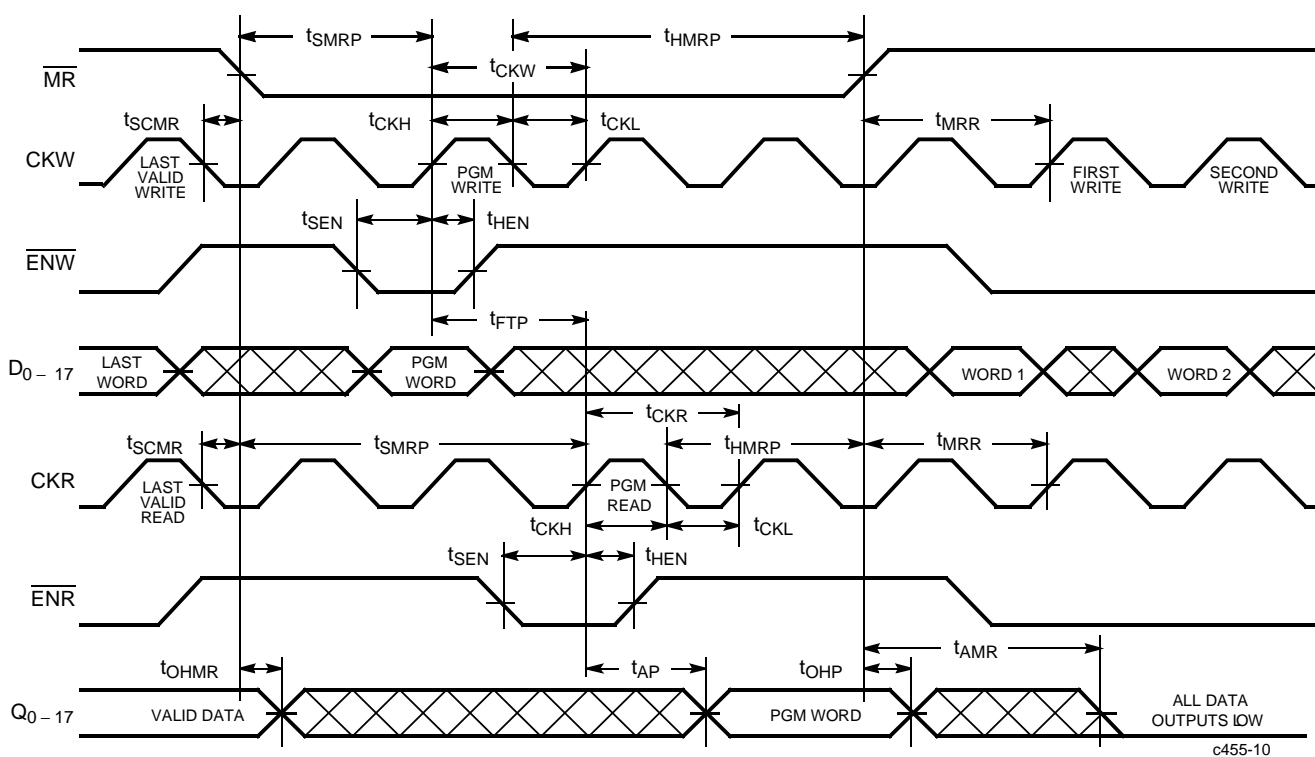 tSMRP
tHMRP
MR
tCKW
tSCMR
tCKH
tCKL
tMRR
CKW
LAST
VALID
WRITE
PGM
WRITE
FIRST
WRITE
SECOND
WRITE
tSEN
tHEN
ENW
tFTP
D0 – 17
LAST
WORD
PGM
WORD
WORD 1
WORD 2
tCKR
tSCMR
tSMRP
tHMRP
tMRR
CKR
LAST
VALID
READ
PGM
READ
tCKH
tCKL
tSEN
tHEN
ENR
tOHMR
tAP
tOHP
tAMR
Q0 – 17
VALID DATA
PGM WORD
ALL DATA
OUTPUTS LOW
c455-10